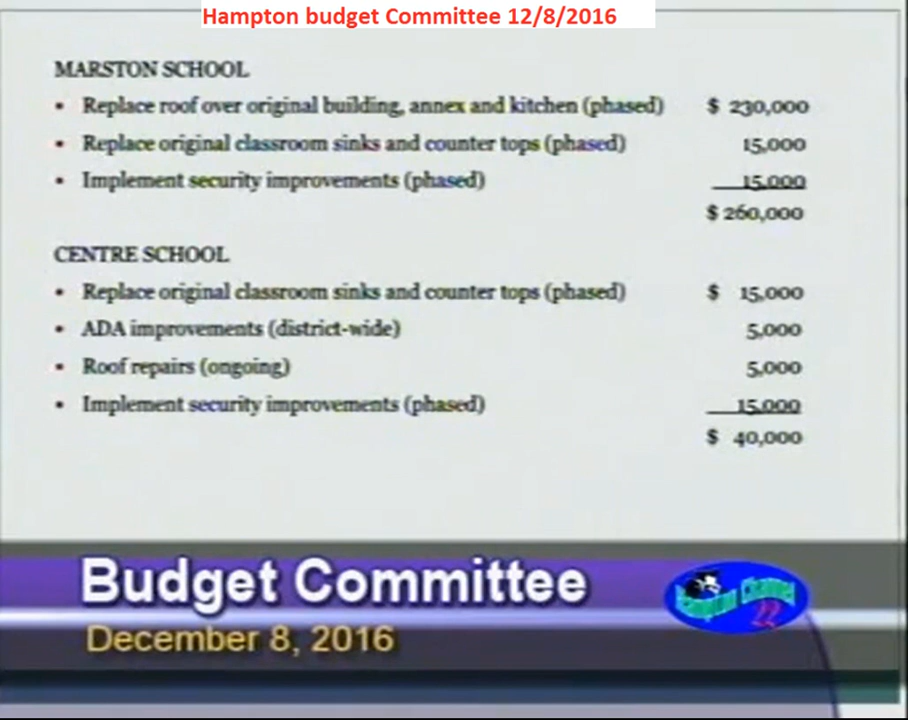 Hampton budget Committee 12/8/2016
MARSTON SCHOOL
• Replace roof over original building, annex and kitchen (phased) $ 230,000
• Replace original classroom sinks and counter tops (phased) 15,000
• Implement security improvements (phased) 15,000
$ 260,000
CENTRE SCHOOL
• Replace original classroom sinks and counter tops (phased) $ 15,000
• ADA improvements (district-wide) 5,000
• Roof repairs (ongoing) 5,000
• Implement security improvements (phased) 15,000
$ 40,000
Budget Committee
December 8, 2016
Hampton Channel
22